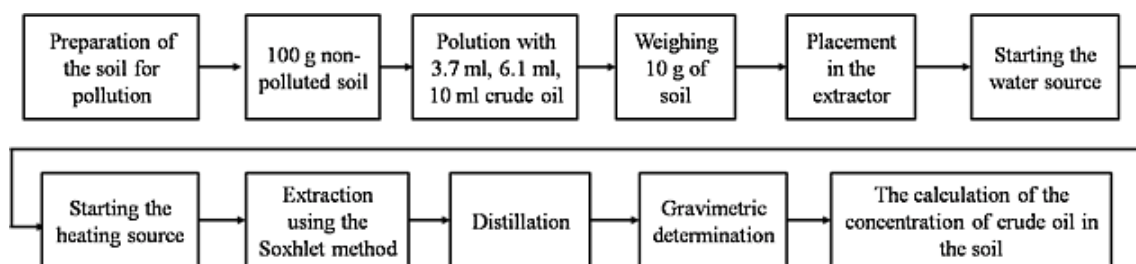 Preparation of
the soil for
pollution
100 g non-
polluted soil
Polution with
3.7 ml, 6.1 ml,
10 ml crude oil
Weighing
10 g of
soil
Placement
in the
extractor
Starting the
water source
Starting the
heating source
Extraction
using the
Soxhlet method
Distillation
Gravimetric
determination
The calculation of the
concentration of crude oil in
the soil